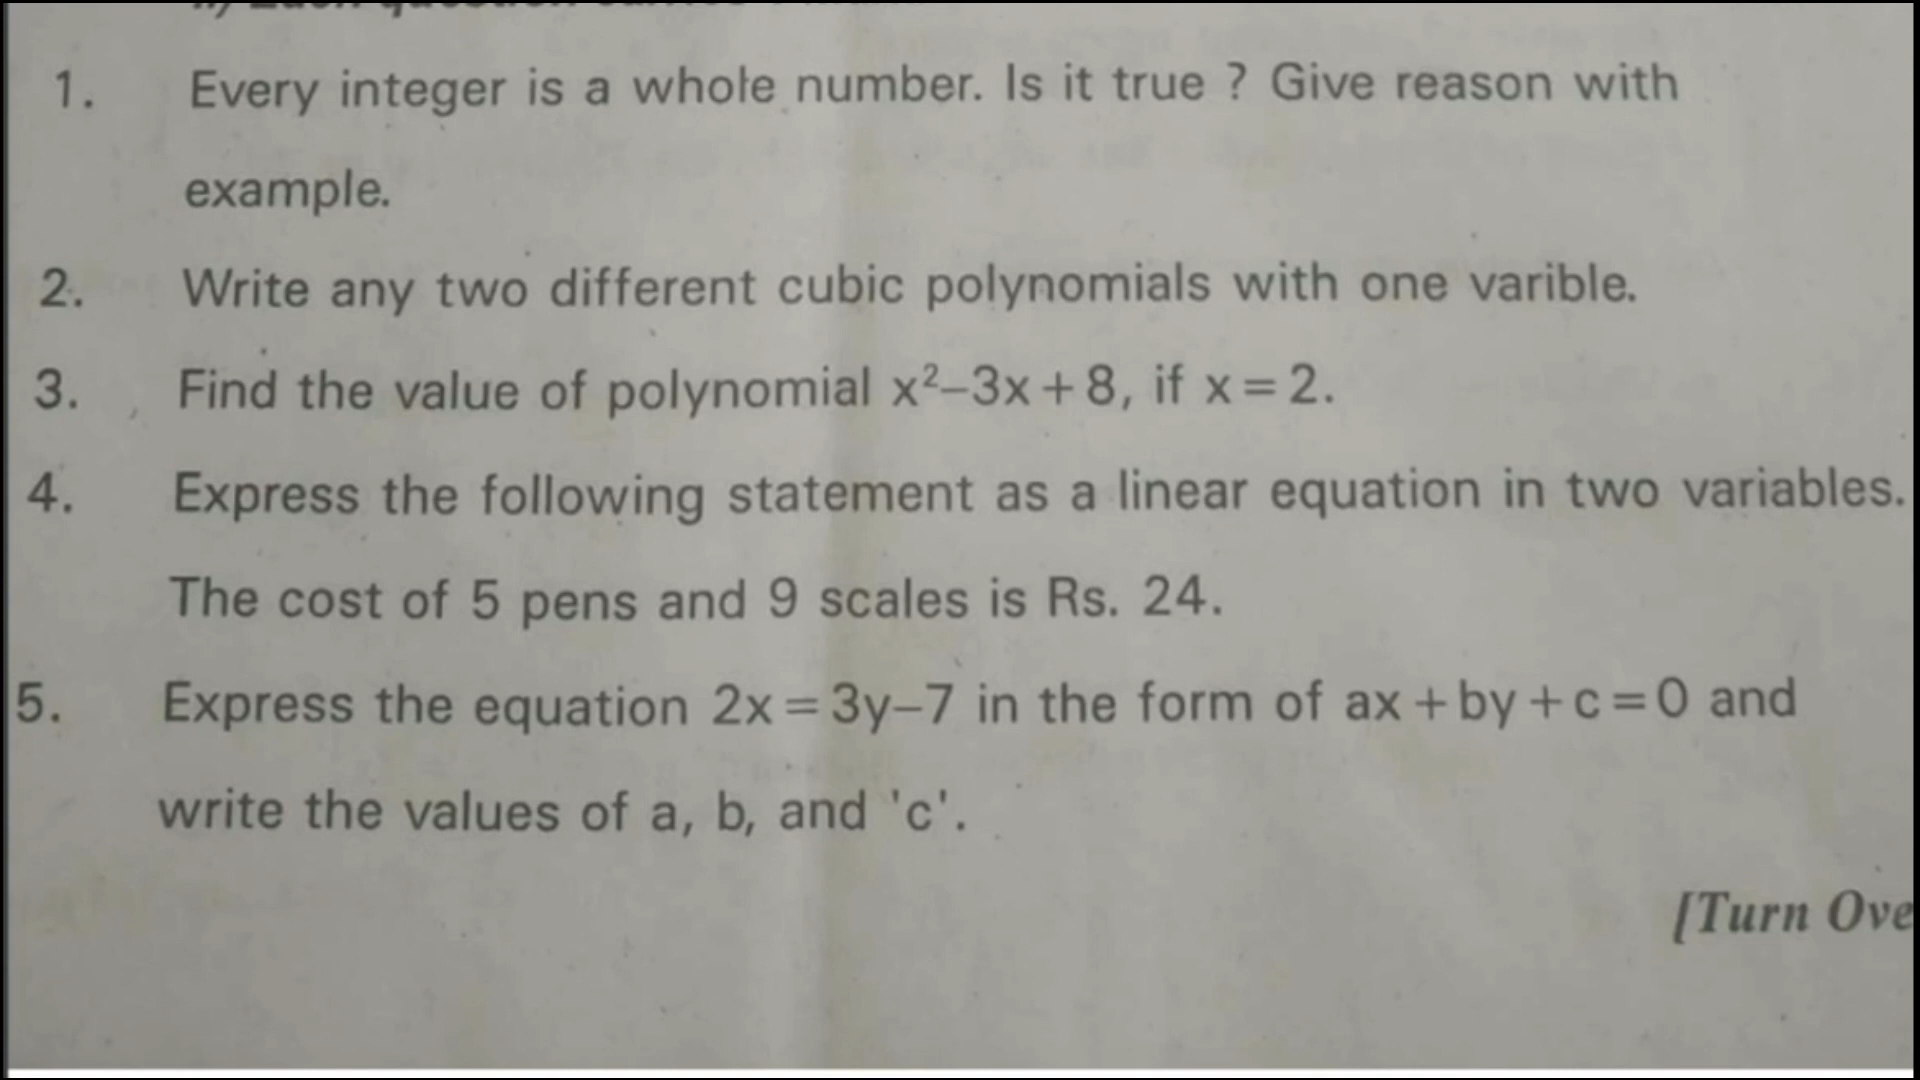 1. Every integer is a whole number. Is it true ? Give reason with
example.
2. Write any two different cubic polynomials with one varible.
3. Find the value of polynomial x²–3x+8, if x=2.
4. Express the following statement as a linear equation in two variables.
The cost of 5 pens and 9 scales is Rs. 24.
5. Express the equation 2x=3y–7 in the form of ax+by+c=0 and
write the values of a, b, and 'c'.
[Turn Ove